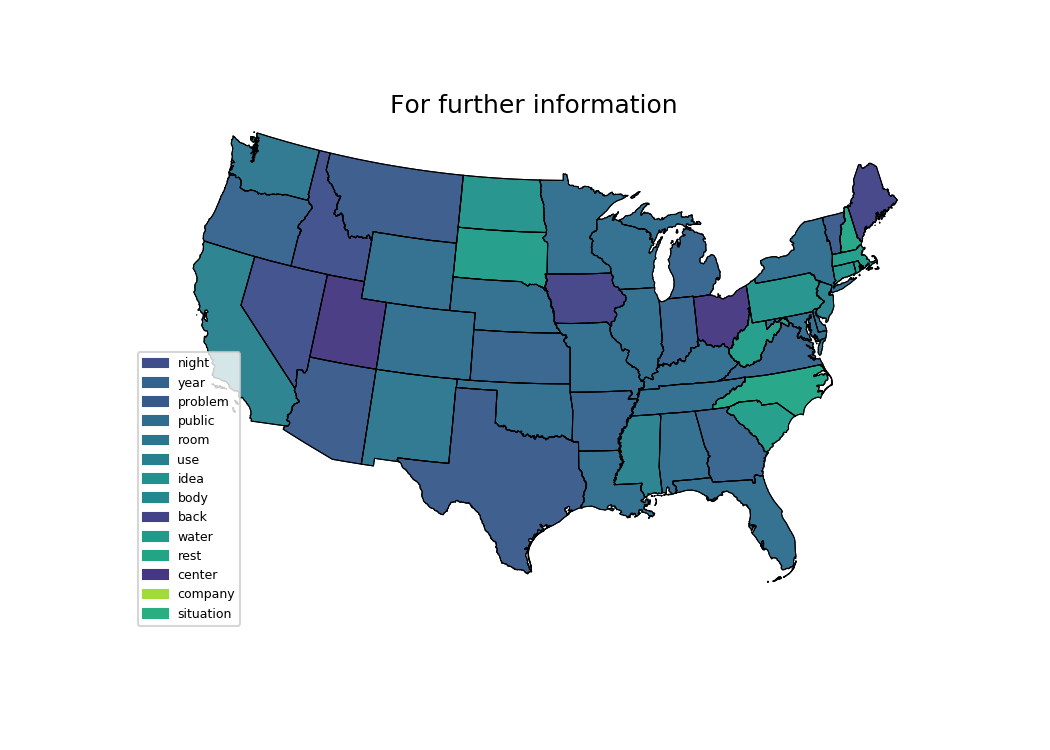 For further information
night
year
problem
public
room
use
idea
body
back
water
rest
center
company
situation